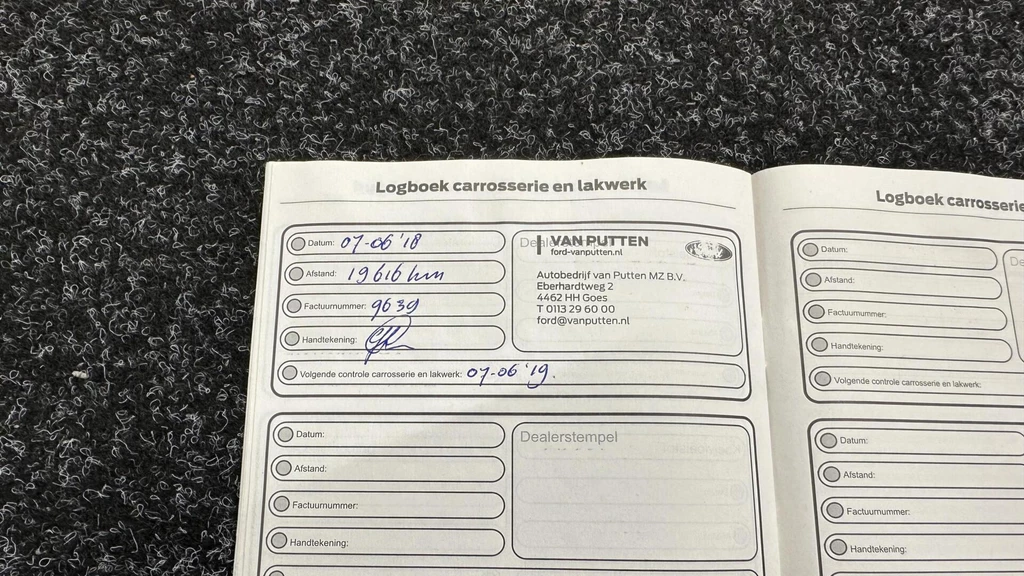 Logboek carrosserie en lakwerk
Datum: 07-06 '18
Afstand: 19616 km
Factuurnummer: 9639
Handtekening:
Dealerstempel
VAN PUTTEN
ford-vanputten.nl
Autobedrijf van Putten MZ B.V.
Eberhardtweg 2
4462 HH Goes
T 0113 29 60 00
ford@vanputten.nl
Volgende controle carrosserie en lakwerk: 07-06 '19.
Datum:
Afstand:
Factuurnummer:
Handtekening:
Dealerstempel
Logboek carrosserie
Datum:
Afstand:
Factuurnummer:
Handtekening:
De
Volgende controle carrosserie en lakwerk:
Datum:
Afstand:
Factuurnummer:
Handtekening: